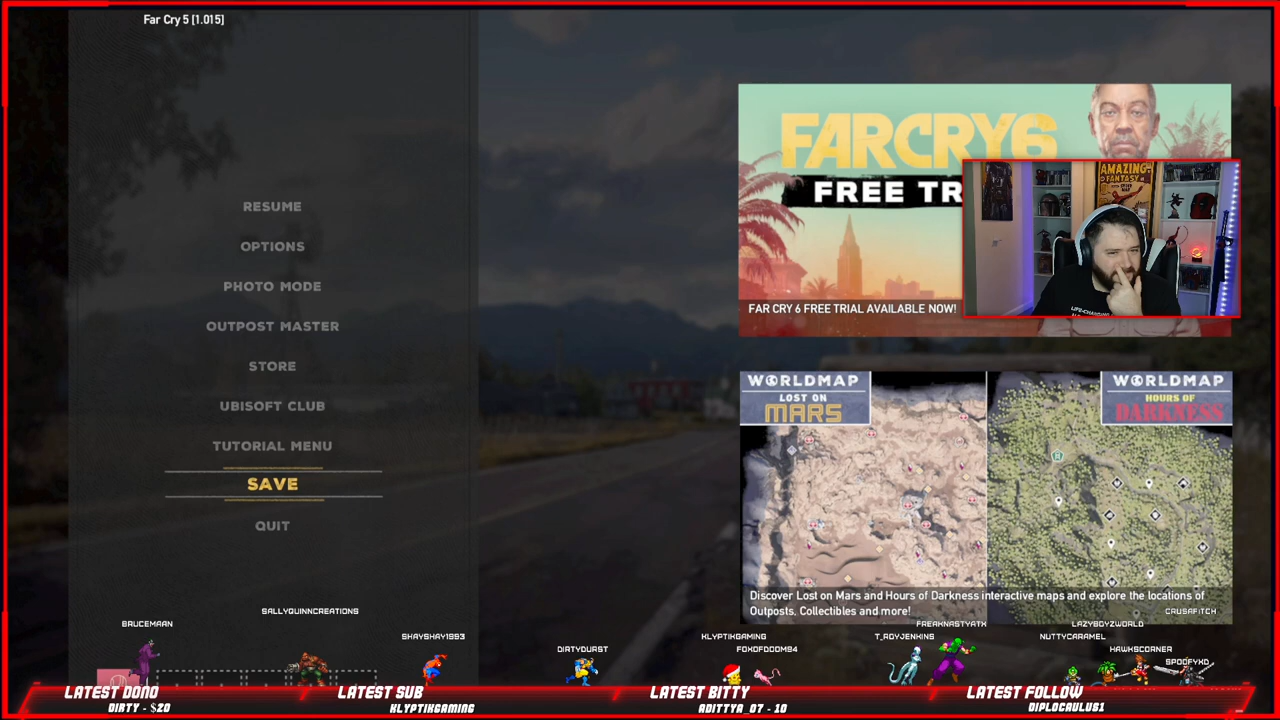 Far Cry 5 [1.015]
RESUME
OPTIONS
PHOTO MODE
OUTPOST MASTER
STORE
UBISOFT CLUB
TUTORIAL MENU
SAVE
QUIT
FARCRY6
FREE TR
FAR CRY 6 FREE TRIAL AVAILABLE NOW!
AMAZING
FANTASY
WORLDMAP
LOST ON
MARS
WORLDMAP
HOURS OF
DARKNESS
Discover Lost on Mars and Hours of Darkness interactive maps and explore the locations of
Outposts, Collectibles and more!
BRUCEMAAN
SALLYQUINNCREATIONS
SHAYSHAY1993
DIRTYDURST
KLYPTIKGAMING
FOXOFDOOM84
T_ROYJENKINS
FREAKNASTYATX
NUTTYCARAMEL
LAZYBOYZWORLD
CRUSAFITCH
HAWKSCORNER
SPOOFYXD
LATEST DONO
DIRTY - $20
LATEST SUB
KLYPTIKGAMING
LATEST BITTY
ADITTYA_07 - 10
LATEST FOLLOW
DIPLOCAULUS1